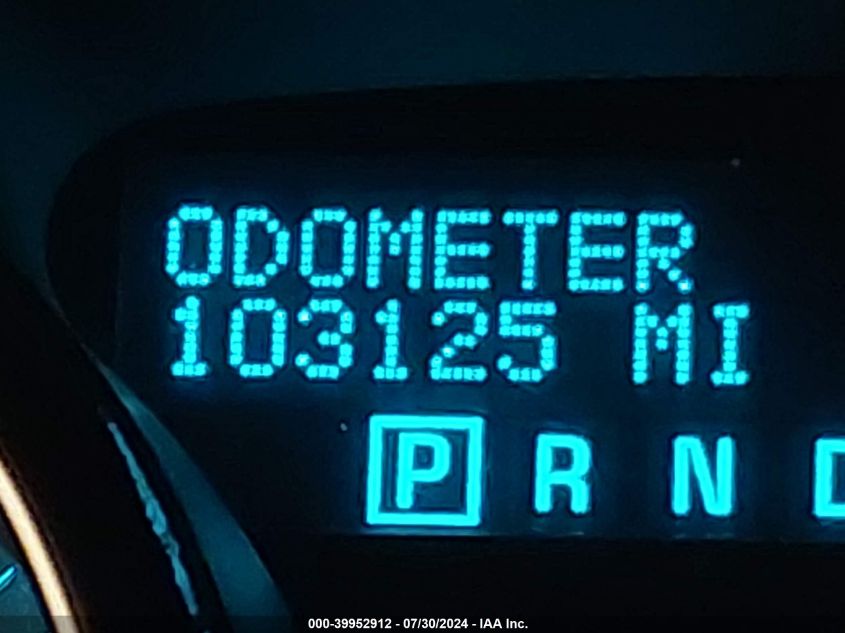 ODOMETER
103125 MI
P R N
000-39952912 - 07/30/2024 - IAA Inc.